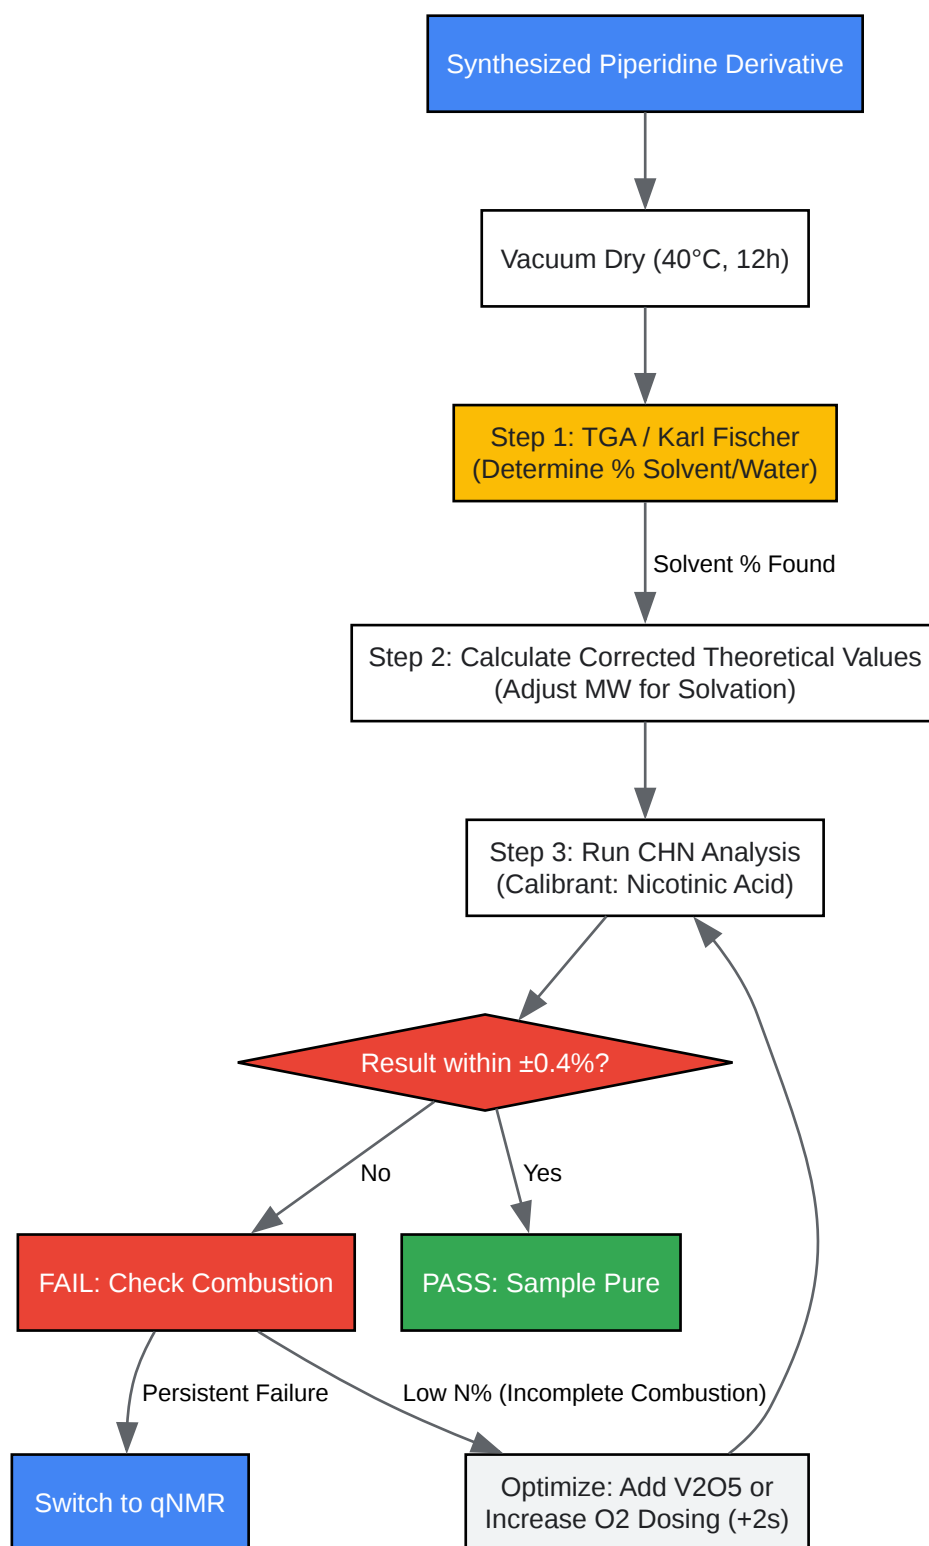 Synthesized Piperidine Derivative
Vacuum Dry (40°C, 12h)
Step 1: TGA / Karl Fischer
(Determine % Solvent/Water)
Solvent % Found
Step 2: Calculate Corrected Theoretical Values
(Adjust MW for Solvation)
Step 3: Run CHN Analysis
(Calibrant: Nicotinic Acid)
Result within ±0.4%?
No
Yes
FAIL: Check Combustion
PASS: Sample Pure
Persistent Failure
Low N% (Incomplete Combustion)
Switch to qNMR
Optimize: Add V2O5 or
Increase O2 Dosing (+2s)